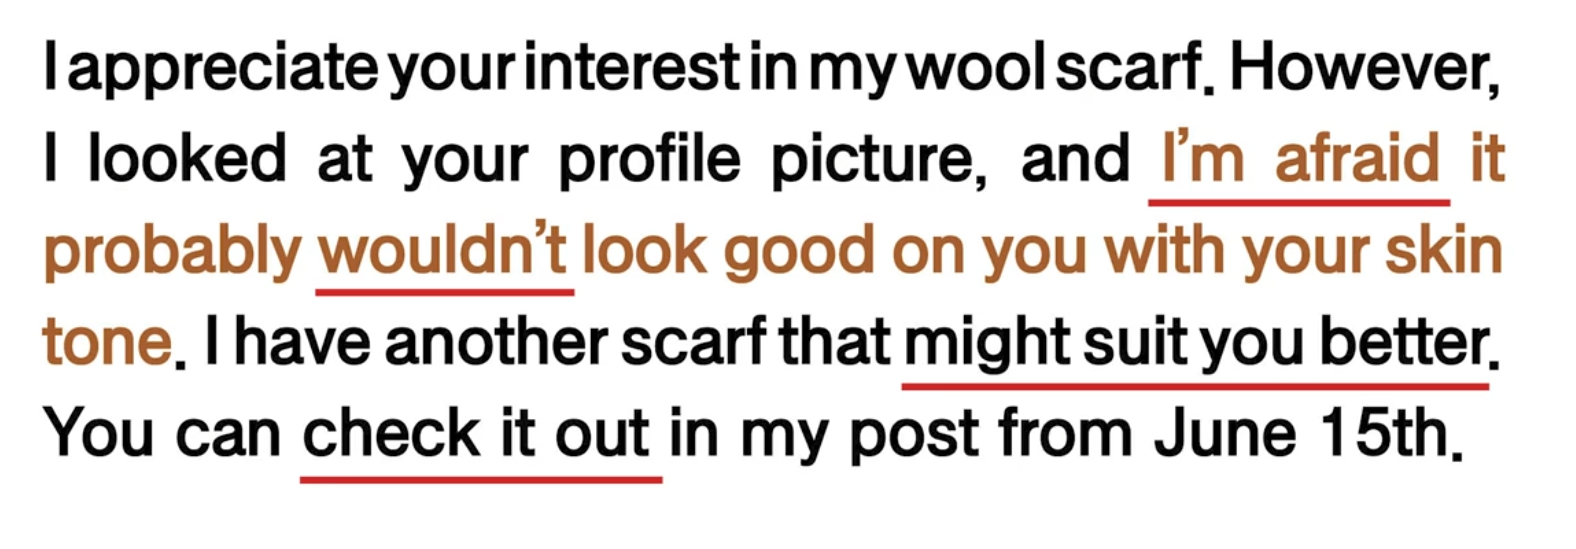 I appreciate your interest in my wool scarf. However,
I looked at your profile picture, and I’m afraid it
probably wouldn’t look good on you with your skin
tone. I have another scarf that might suit you better.
You can check it out in my post from June 15th.